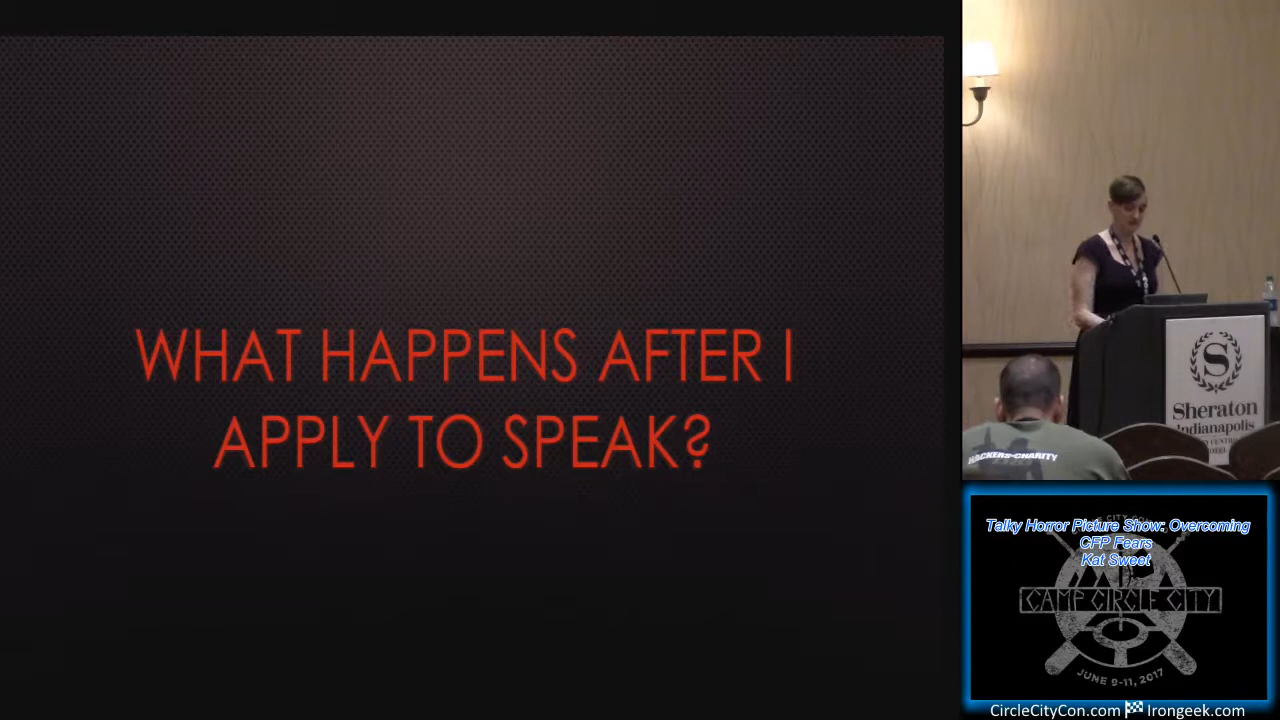 WHAT HAPPENS AFTER I
APPLY TO SPEAK?
S
Sheraton
Indianapolis
HACKERS CHARITY
Talky Horror Picture Show: Overcoming
CFP Fears
Kat Sweet
CAMP CIRCLE CITY
JUNE 9-11, 2017
CircleCityCon.com Irongeek.com